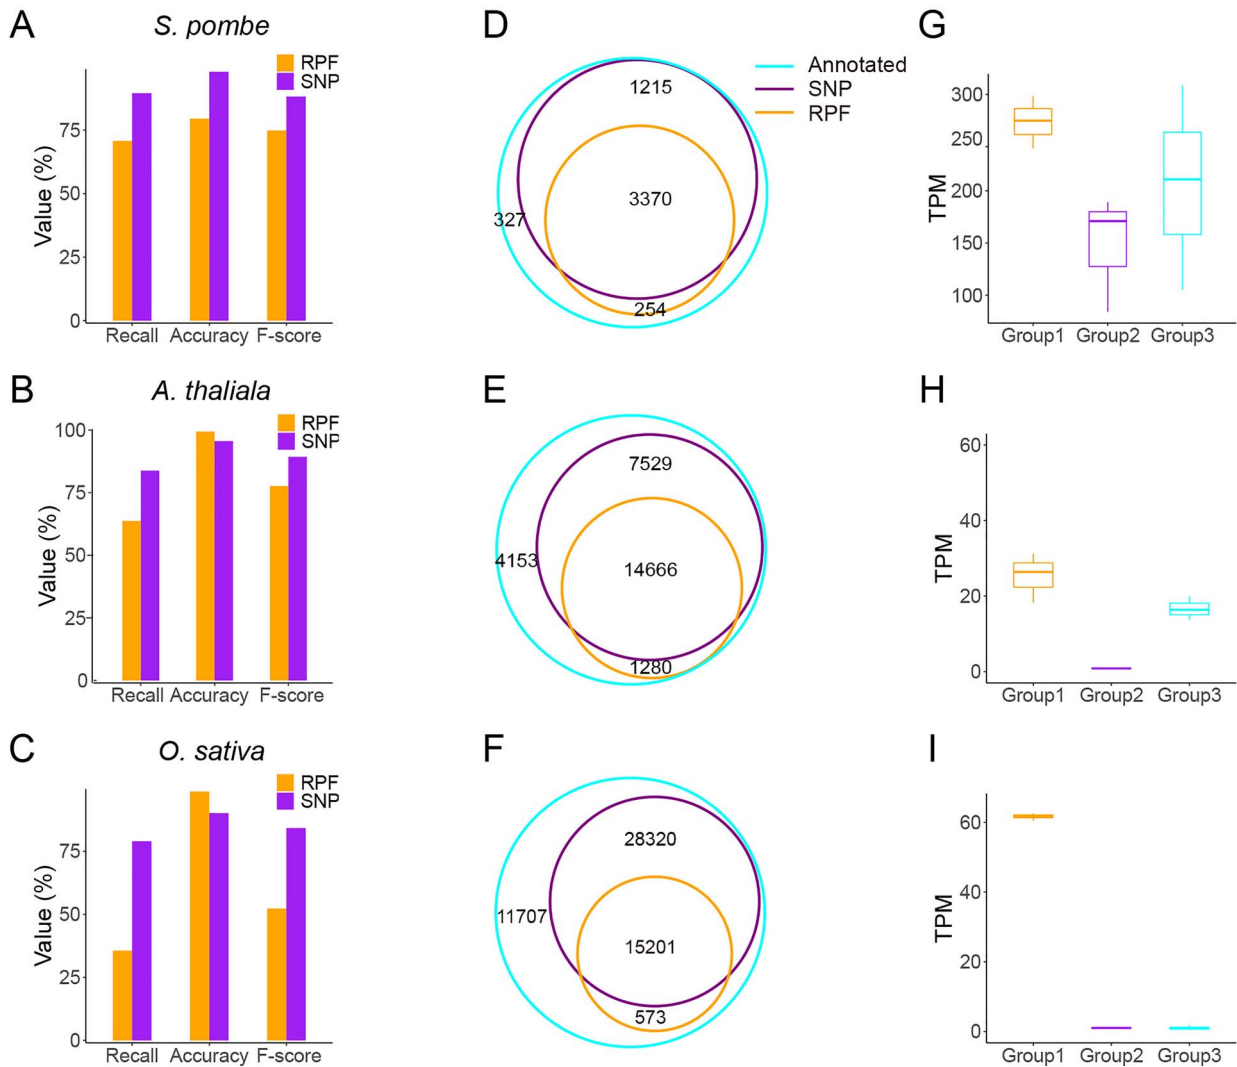 A
S. pombe
RPF
SNP
75
50
25
0
Value (%)
Recall Accuracy F-score
D
Annotated
SNP
RPF
1215
3370
327
254
G
300
250
200
150
100
TPM
Group1 Group2 Group3
B
A. thaliala
RPF
SNP
100
75
50
25
0
Value (%)
Recall Accuracy F-score
E
7529
4153
14666
1280
H
60
40
20
0
TPM
Group1 Group2 Group3
C
O. sativa
RPF
SNP
75
50
25
0
Value (%)
Recall Accuracy F-score
F
28320
11707
15201
573
I
60
40
20
0
TPM
Group1 Group2 Group3